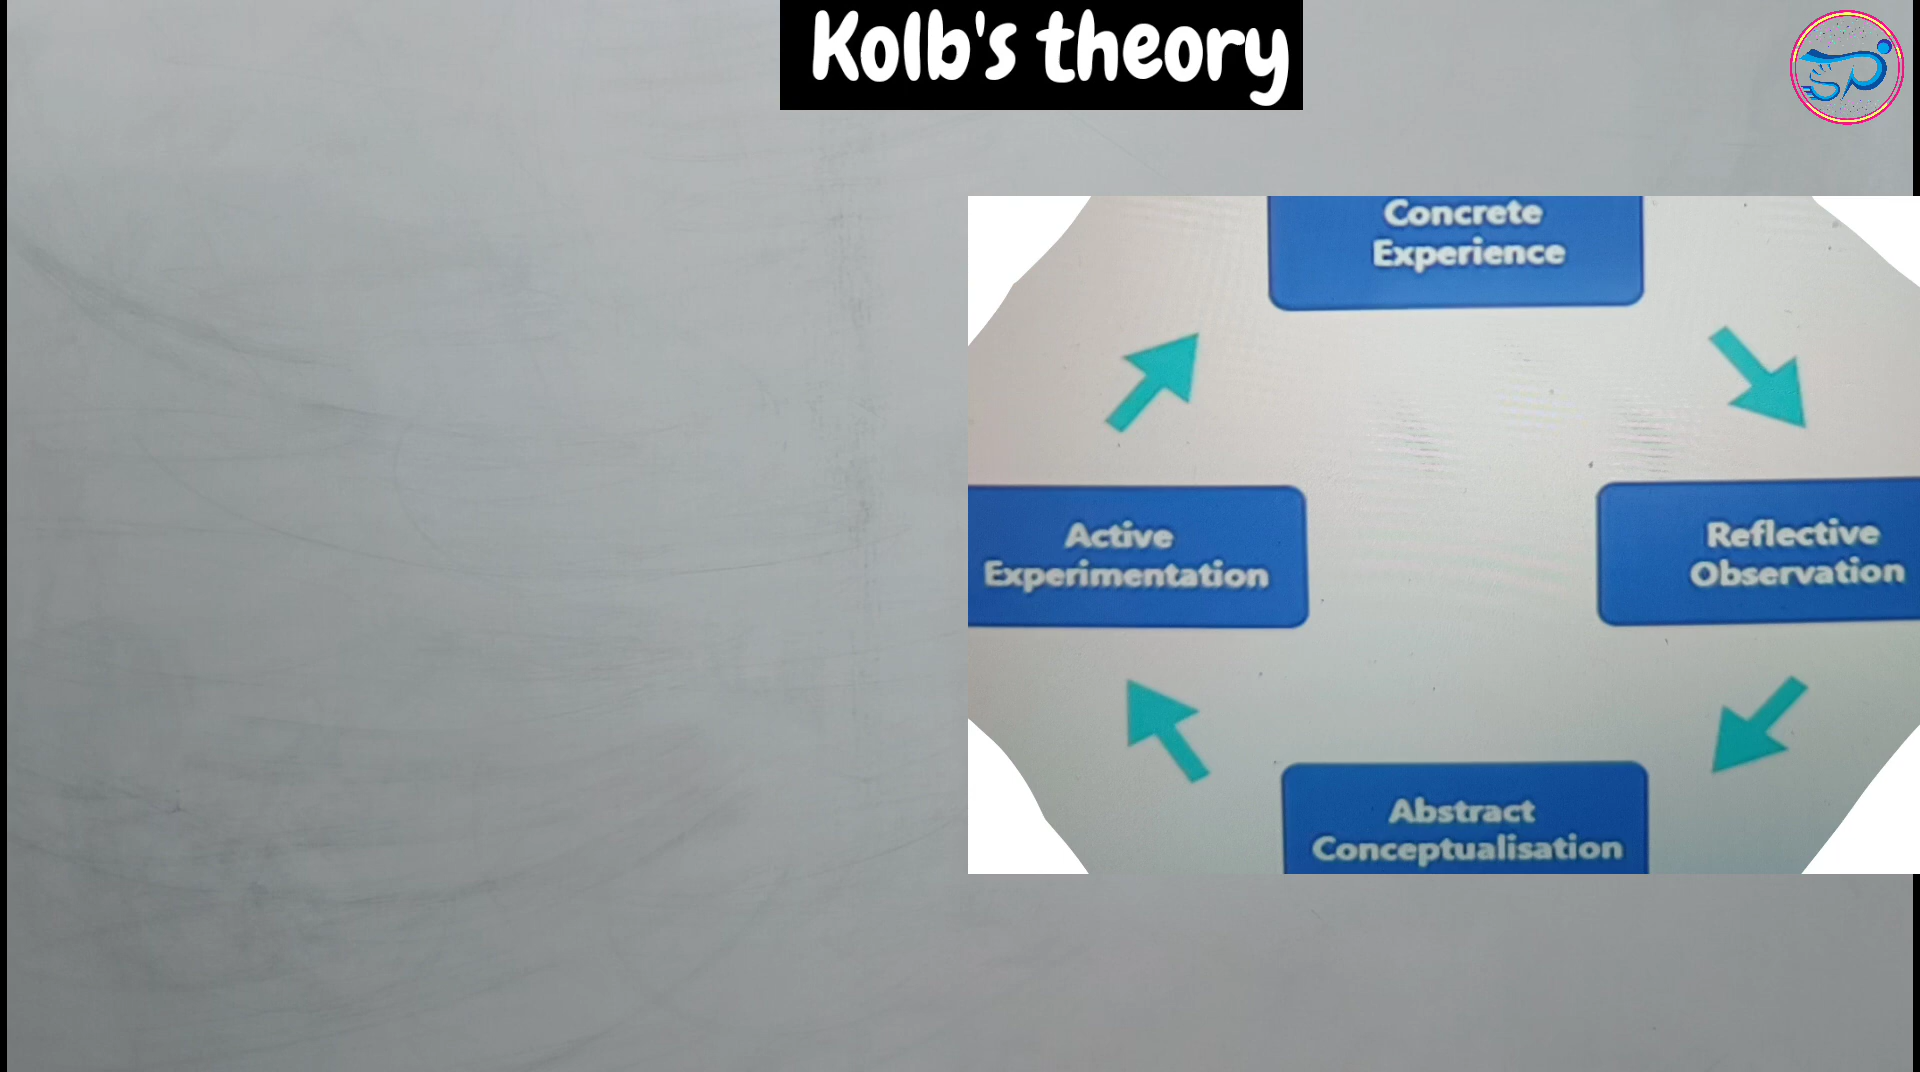 Kolb's theory
Concrete
Experience
Active
Experimentation
Reflective
Observation
Abstract
Conceptualisation